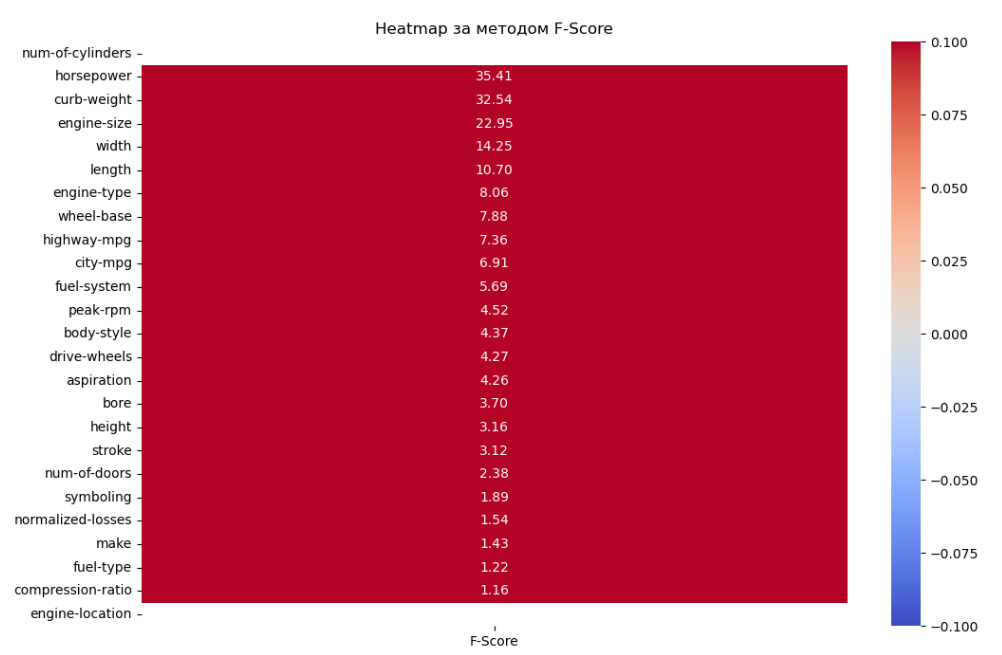 Heatmap за методом F-Score
num-of-cylinders
horsepower 35.41
curb-weight 32.54
engine-size 22.95
width 14.25
length 10.70
engine-type 8.06
wheel-base 7.88
highway-mpg 7.36
city-mpg 6.91
fuel-system 5.69
peak-rpm 4.52
body-style 4.37
drive-wheels 4.27
aspiration 4.26
bore 3.70
height 3.16
stroke 3.12
num-of-doors 2.38
symboling 1.89
normalized-losses 1.54
make 1.43
fuel-type 1.22
compression-ratio 1.16
engine-location
F-Score
0.100
0.075
0.050
0.025
0.000
−0.025
−0.050
−0.075
−0.100